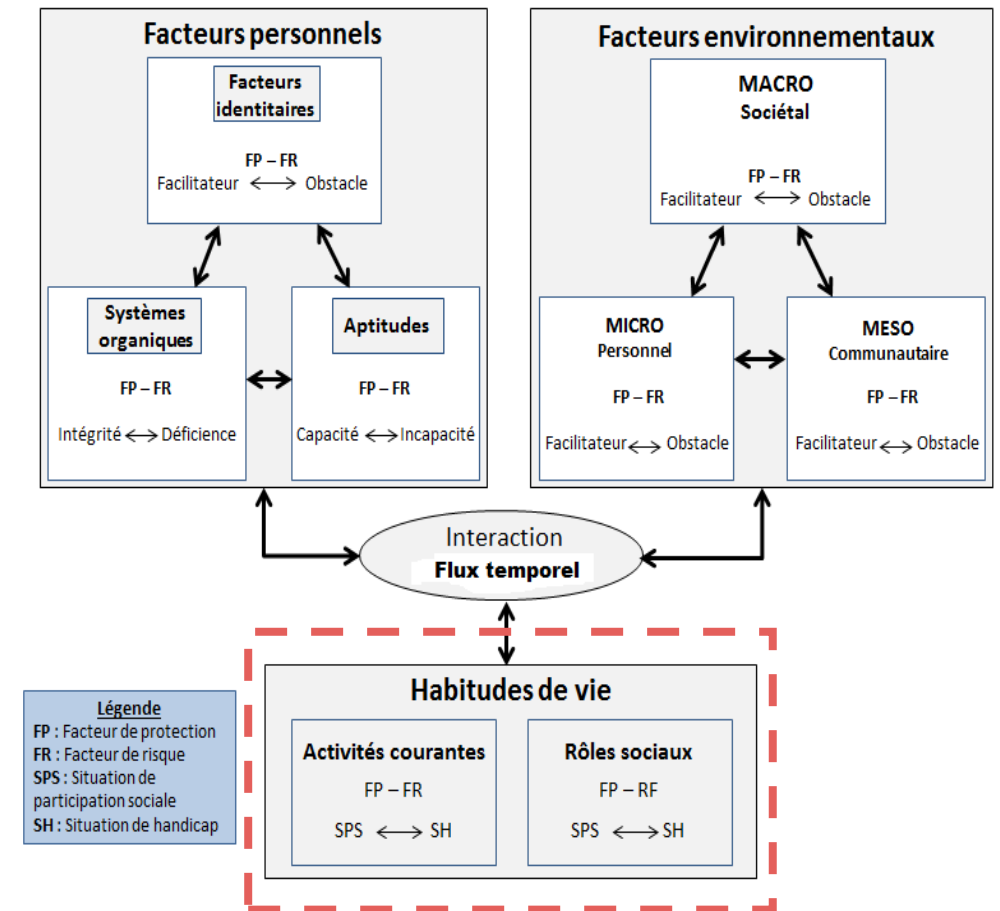 Facteurs personnels
Facteurs
identitaires
FP – FR
Facilitateur Obstacle
Systèmes
organiques
FP – FR
Intégrité Déficience
Aptitudes
FP – FR
Capacité Incapacité
Facteurs environnementaux
MACRO
Sociétal
FP – FR
Facilitateur Obstacle
MICRO
Personnel
FP – FR
Facilitateur Obstacle
MESO
Communautaire
FP – FR
Facilitateur Obstacle
Interaction
Flux temporel
Habitudes de vie
Activités courantes
FP – FR
SPS SH
Rôles sociaux
FP – RF
SPS SH
Légende
FP : Facteur de protection
FR : Facteur de risque
SPS : Situation de
participation sociale
SH : Situation de handicap